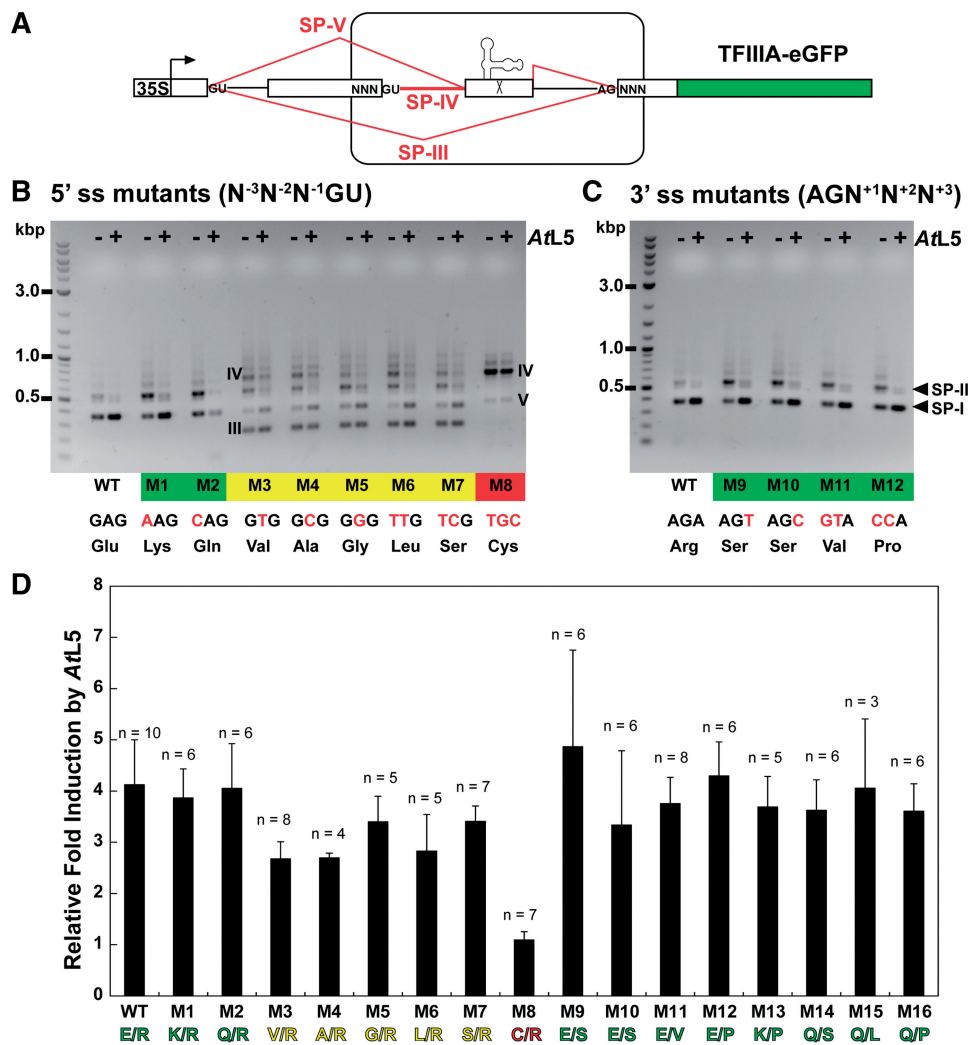 A
SP-V
TFIIIA-eGFP
35S
GU
NNN GU
AG NNN
SP-IV
SP-III
B 5' ss mutants (N⁻³N⁻²N⁻¹GU)
kbp
- + - + - + - + - + - + - + - + - + AtL5
3.0
1.0
0.5
IV
III
IV
V
WT M1 M2 M3 M4 M5 M6 M7 M8
GAG AAG CAG GTG GCG GGG TTG TCG TGC
Glu Lys Gln Val Ala Gly Leu Ser Cys
C 3' ss mutants (AGN⁺¹N⁺²N⁺³)
kbp
- + - + - + - + - + AtL5
3.0
1.0
0.5
SP-II
SP-I
WT M9 M10 M11 M12
AGA AGT AGC GTA CCA
Arg Ser Ser Val Pro
D
Relative Fold Induction by AtL5
8
7
6
5
4
3
2
1
0
n = 10
n = 6
n = 6
n = 8
n = 4
n = 5
n = 5
n = 7
n = 7
n = 6
n = 6
n = 8
n = 6
n = 5
n = 6
n = 3
n = 6
WT M1 M2 M3 M4 M5 M6 M7 M8 M9 M10 M11 M12 M13 M14 M15 M16
E/R K/R Q/R V/R A/R G/R L/R S/R C/R E/S E/S E/V E/P K/P Q/S Q/L Q/P